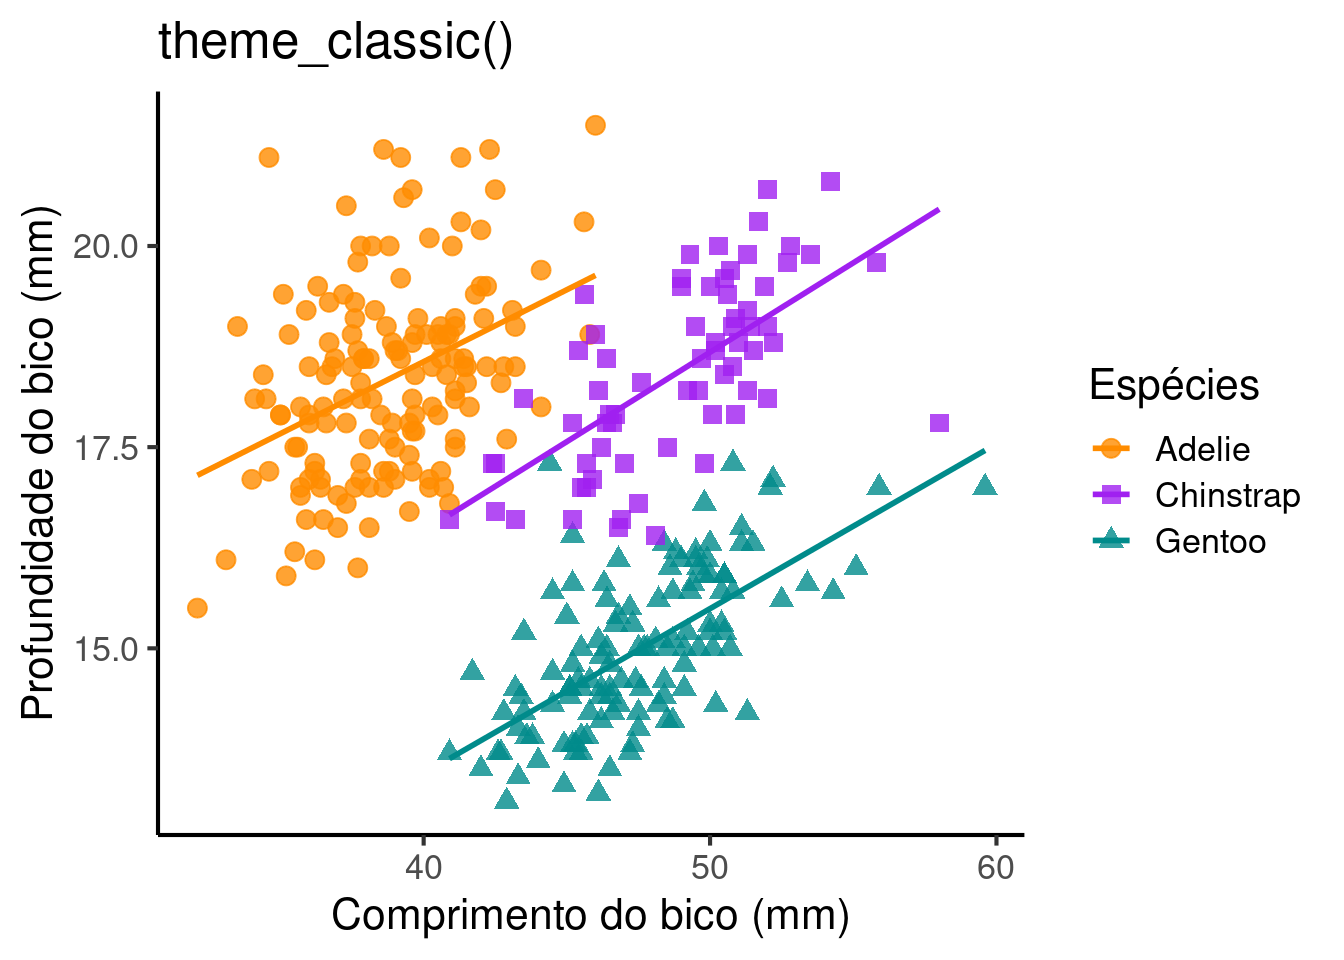 theme_classic()
Profundidade do bico (mm)
20.0
17.5
15.0
40
50
60
Comprimento do bico (mm)
Espécies
Adelie
Chinstrap
Gentoo